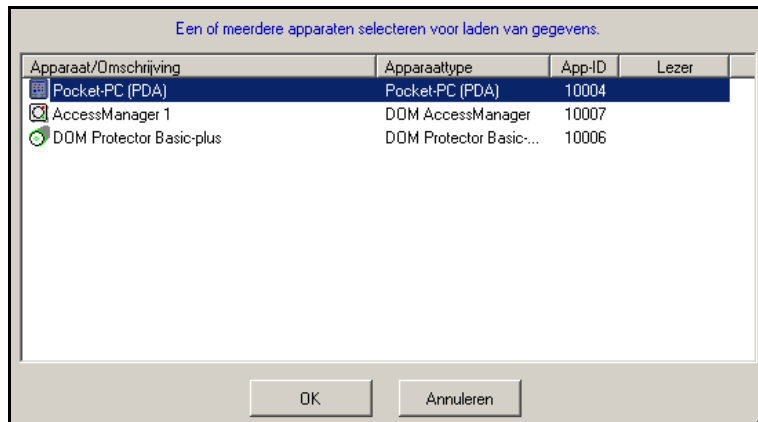 Een of meerdere apparaten selecteren voor laden van gegevens.
Apparaat/Omschrijving Apparaattype App-ID Lezer
Pocket-PC (PDA) Pocket-PC (PDA) 10004
AccessManager 1 DOM AccessManager 10007
DOM Protector Basic-plus DOM Protector Basic-... 10006
OK Annuleren